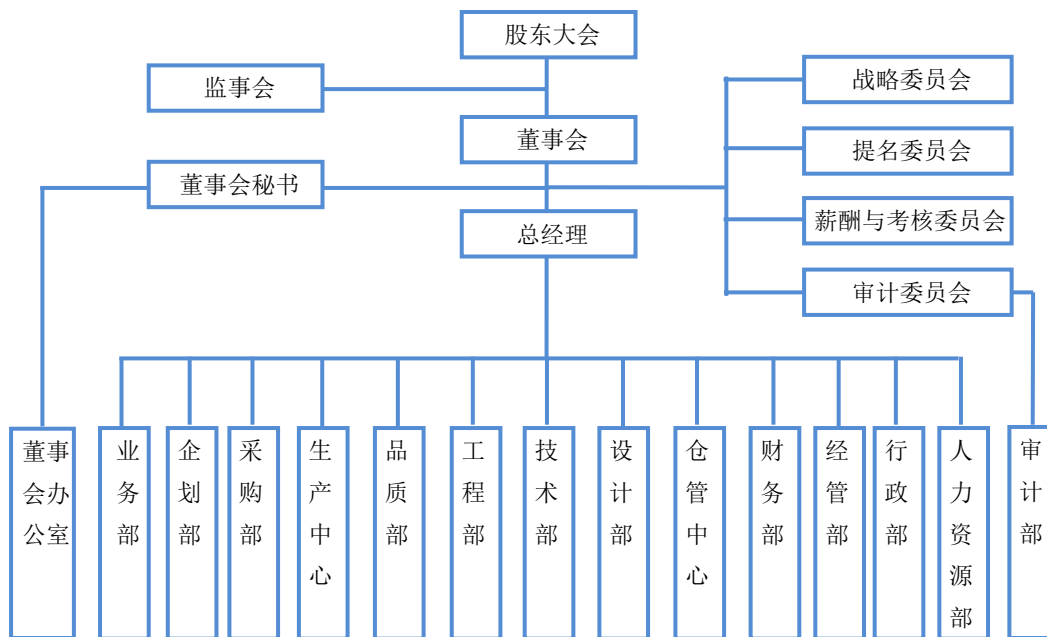 股东大会
监事会
战略委员会
董事会
提名委员会
董事会秘书
薪酬与考核委员会
总经理
审计委员会
董事会办公室
业务部
企划部
采购部
生产中心
品质部
工程部
技术部
设计部
仓管中心
财务部
经管部
行政部
人力资源部
审计部